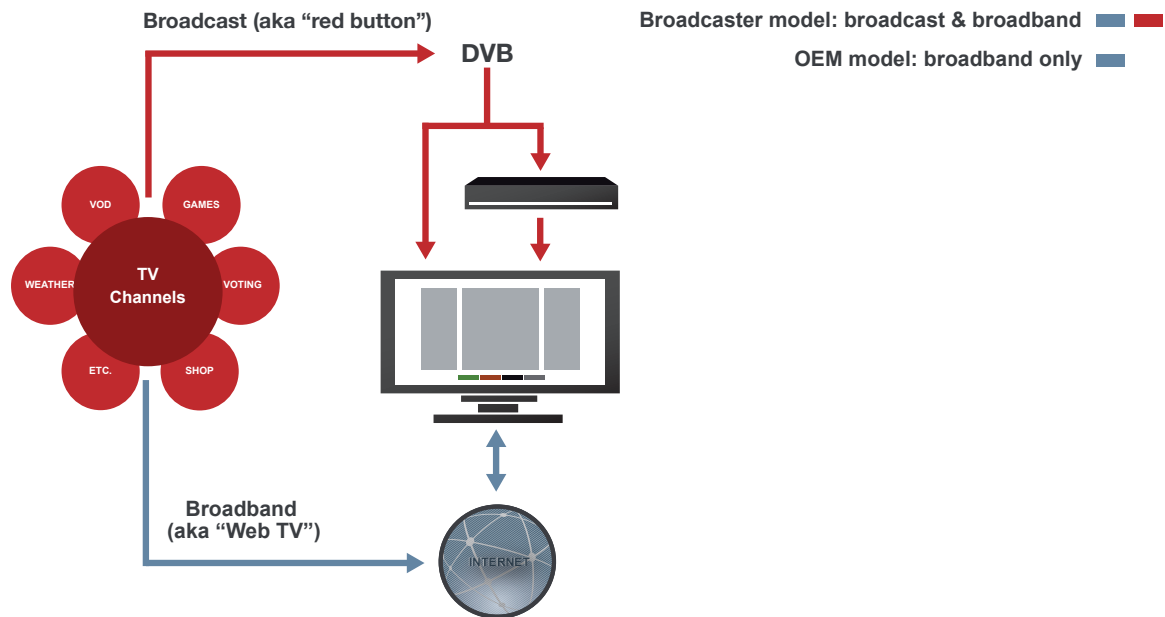 Broadcast (aka “red button”)
Broadcaster model: broadcast & broadband
OEM model: broadband only
DVB
VOD
GAMES
WEATHER
TV
Channels
VOTING
ETC.
SHOP
Broadband
(aka “Web TV”)
INTERNET